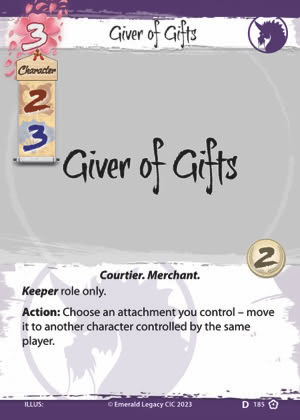 Giver of Gifts
3
Character
2
3
Giver of Gifts
2
Courtier. Merchant.
Keeper role only.
Action: Choose an attachment you control – move
it to another character controlled by the same
player.
ILLUS: © Emerald Legacy CIC 2023 D 185